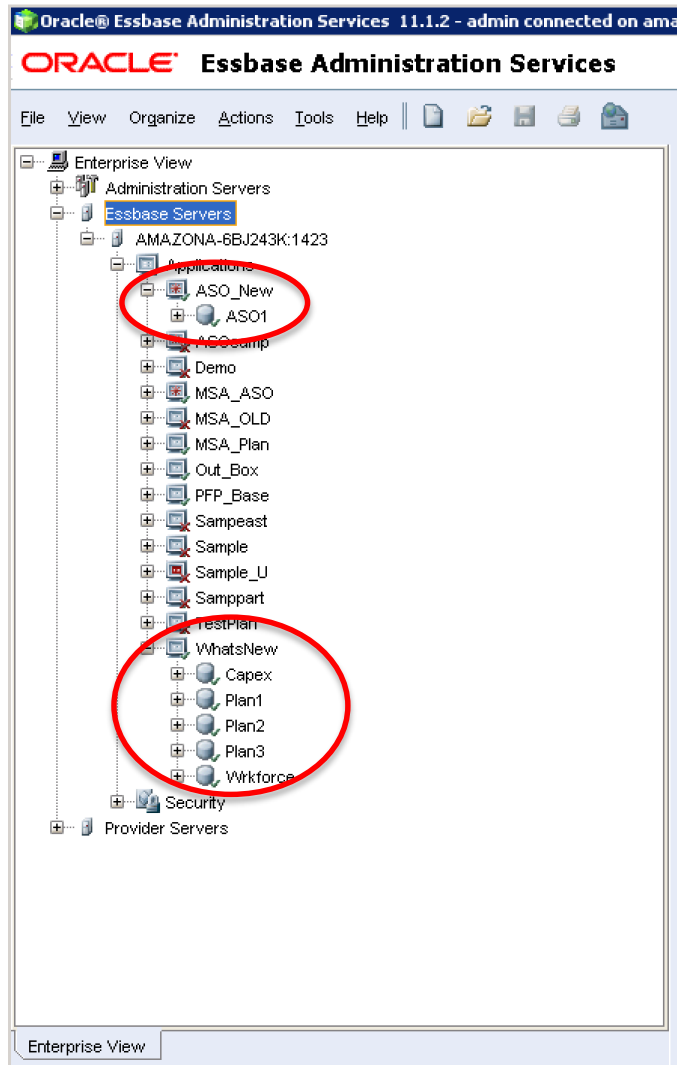 Oracle® Essbase Administration Services 11.1.2 - admin connected on ama
ORACLE Essbase Administration Services
File View Organize Actions Tools Help
Enterprise View
Administration Servers
Essbase Servers
AMAZONA-6BJ243K:1423
Applications
ASO_New
ASO1
ASOsamp
Demo
MSA_ASO
MSA_OLD
MSA_Plan
Out_Box
PFP_Base
Sampeast
Sample
Sample_U
Samppart
TestPlan
WhatsNew
Capex
Plan1
Plan2
Plan3
Wrkforce
Security
Provider Servers
Enterprise View